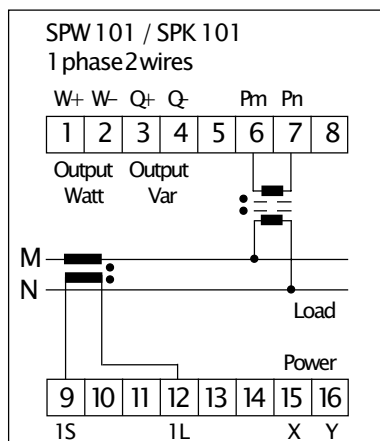 SPW 101 / SPK 101
1 phase 2 wires
W+ W– Q+ Q- Pm Pn
1 2 3 4 5 6 7 8
Output Output
Watt Var
M
N
Load
Power
9 10 11 12 13 14 15 16
1S 1L X Y